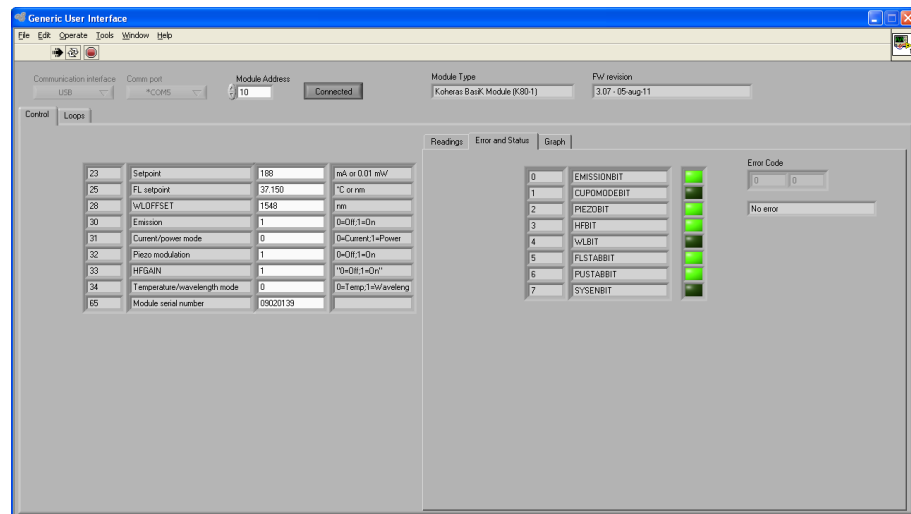 Generic User Interface
File Edit Operate Tools Window Help
Communication interface Comm port Module Address Module Type FW revision
USB *COM5 10 Connected Koheras BasiK Module (K80-1) 3.07 - 05-aug-11
Control Loops
Readings Error and Status Graph
23 Setpoint 188 mA or 0.01 mW
25 FL setpoint 37.150 °C or nm
28 WLOFFSET 1548 nm
30 Emission 1 0=Off;1=On
31 Current/power mode 0 0=Current;1=Power
32 Piezo modulation 1 0=Off;1=On
33 HFGAIN 1 "0=Off;1=On"
34 Temperature/wavelength mode 0 0=Temp;1=Waveleng
65 Module serial number 09020139
0 EMISSIONBIT
1 CUPOMODEBIT
2 PIEZOBIT
3 HFBIT
4 WLBIT
5 FLSTABBIT
6 PUSTABBIT
7 SYSENBIT
Error Code
0 0
No error